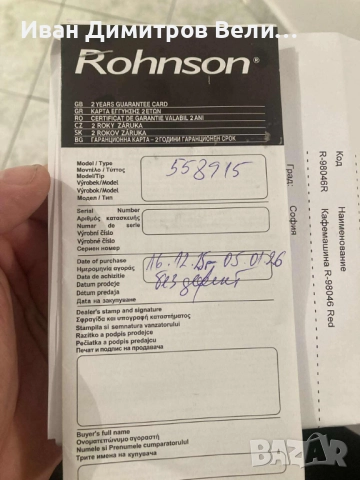 Иван Димитров Вели...
Rohnson®
GB 2 YEARS GUARANTEE CARD
GR ΚΑΡΤΑ ΕΓΓΥΗΣΗΣ 2 ΕΤΩΝ
RO CERTIFICAT DE GARANTIE VALABIL 2 ANI
CZ 2 ROKY ZÁRUKA
SK 2 ROKOV ZÁRUKA
BG ГАРАНЦИОННА КАРТА - 2 ГОДИНИ ГАРАНЦИОНЕН СРОК
Model / Type
Μοντέλο / Τύπος
Model/Tip
Výrobek/Model
Výrobok/Model
Модел / Тип
558915
Serial Number
Αριθμός κατασκευής
Numar de serie
Výrobní číslo
Výrobné číslo
Сериен номер
Date of purchase
Ημερομηνία αγοράς
Data de achizitie
Datum prodeje
Datum predaja
Дата на закупуване
16.12.25г - 05.01.26
без дефект
Dealer's stamp and signature
Σφραγίδα και υπογραφή καταστήματος
Stampila si semnatura vanzatorului
Razítko a podpis prodejce
Pečiatka a podpis predajcu
Печат и подпис на продавача
Buyer's full name
Ονοματεπώνυμο αγοραστή
Numele si Prenumele cumparatorului
Трите имена на купувача
Град: София
Код
R-98046R
Кафемашина R-98046 Red
BAZAR